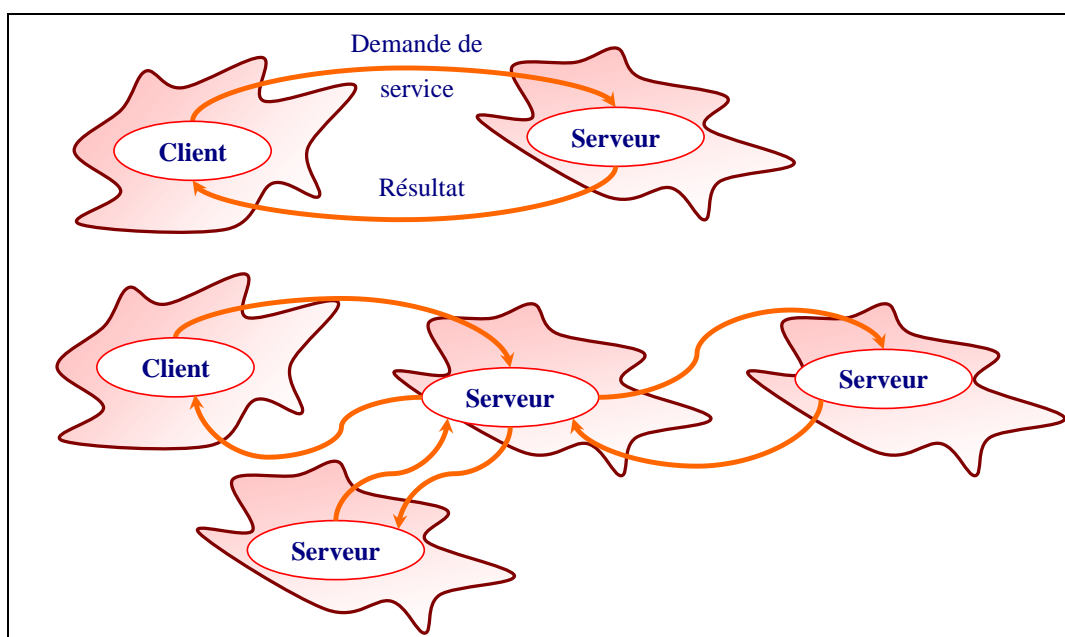 Demande de
service
Client
Serveur
Résultat
Client
Serveur
Serveur
Serveur